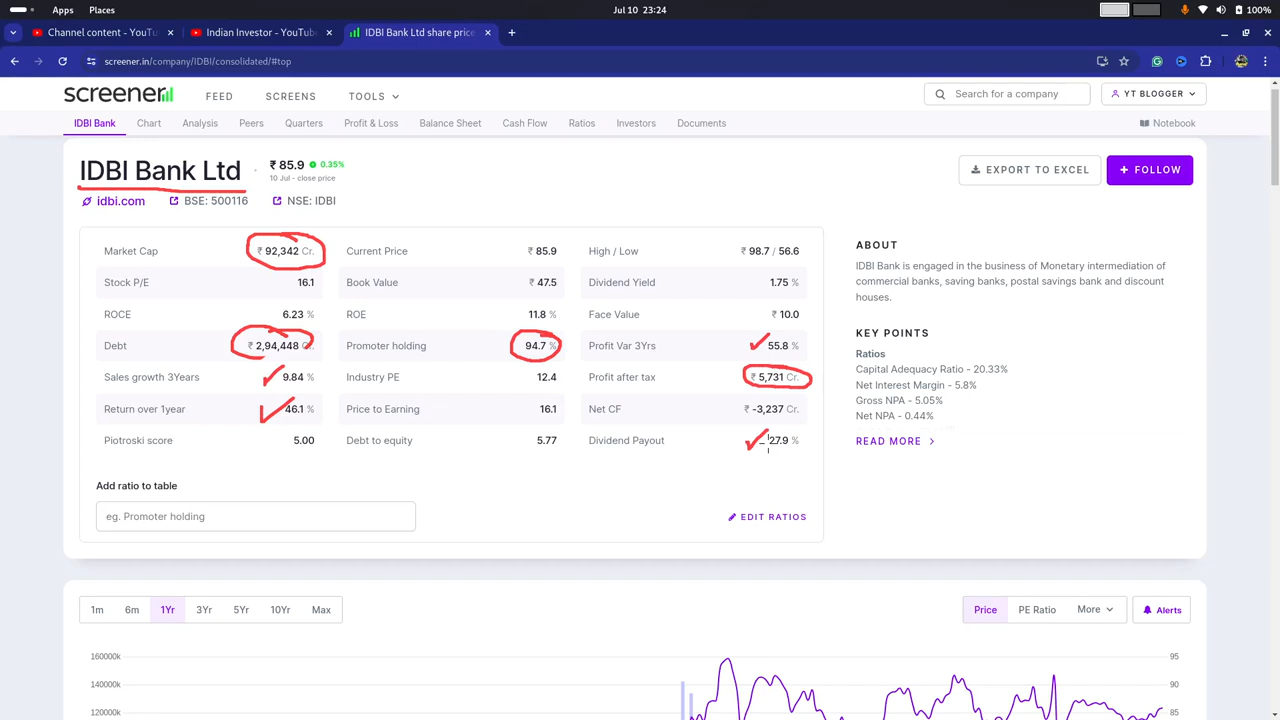 Apps Places Jul 10 23:24 100%
Channel content - YouTu Indian Investor - YouTube IDBI Bank Ltd share price
screener.in/company/IDBI/consolidated/#top
screener FEED SCREENS TOOLS Search for a company YT BLOGGER
IDBI Bank Chart Analysis Peers Quarters Profit & Loss Balance Sheet Cash Flow Ratios Investors Documents Notebook
IDBI Bank Ltd ₹ 85.9 0.35%
10 Jul - close price
EXPORT TO EXCEL FOLLOW
idbi.com BSE: 500116 NSE: IDBI
Market Cap ₹ 92,342 Cr. Current Price ₹ 85.9 High / Low ₹ 98.7 / 56.6
Stock P/E 16.1 Book Value ₹ 47.5 Dividend Yield 1.75 %
ROCE 6.23 % ROE 11.8 % Face Value ₹ 10.0
Debt ₹ 2,94,448 Cr. Promoter holding 94.7 % Profit Var 3Yrs 55.8 %
Sales growth 3Years 9.84 % Industry PE 12.4 Profit after tax ₹ 5,731 Cr.
Return over 1year 46.1 % Price to Earning 16.1 Net CF ₹ -3,237 Cr.
Piotroski score 5.00 Debt to equity 5.77 Dividend Payout 27.9 %
Add ratio to table
eg. Promoter holding EDIT RATIOS
ABOUT
IDBI Bank is engaged in the business of Monetary intermediation of
commercial banks, saving banks, postal savings bank and discount
houses.
KEY POINTS
Ratios
Capital Adequacy Ratio - 20.33%
Net Interest Margin - 5.8%
Gross NPA - 5.05%
Net NPA - 0.44%
READ MORE
1m 6m 1Yr 3Yr 5Yr 10Yr Max Price PE Ratio More Alerts
160000k 95
140000k 90
120000k 85